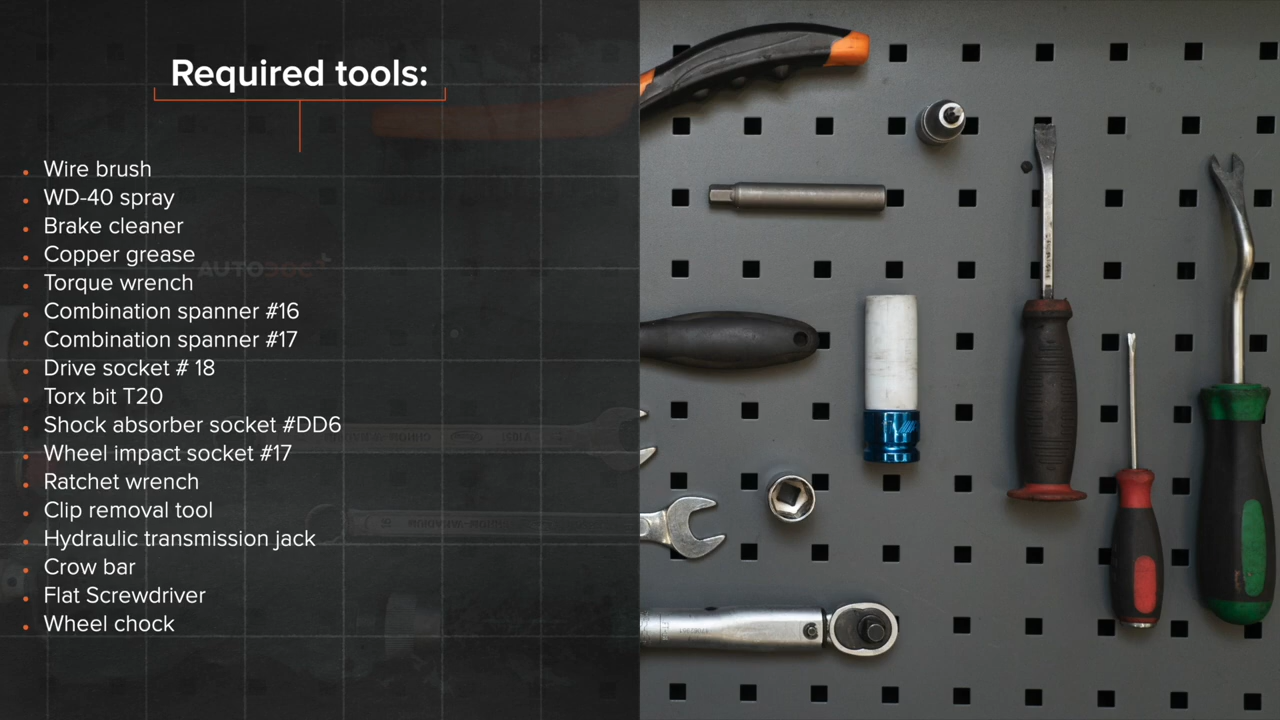 Required tools:
Wire brush
WD-40 spray
Brake cleaner
Copper grease
AUTODOC
Torque wrench
Combination spanner #16
Combination spanner #17
Drive socket # 18
Torx bit T20
Shock absorber socket #DD6
Wheel impact socket #17
Ratchet wrench
Clip removal tool
Hydraulic transmission jack
Crow bar
Flat Screwdriver
Wheel chock